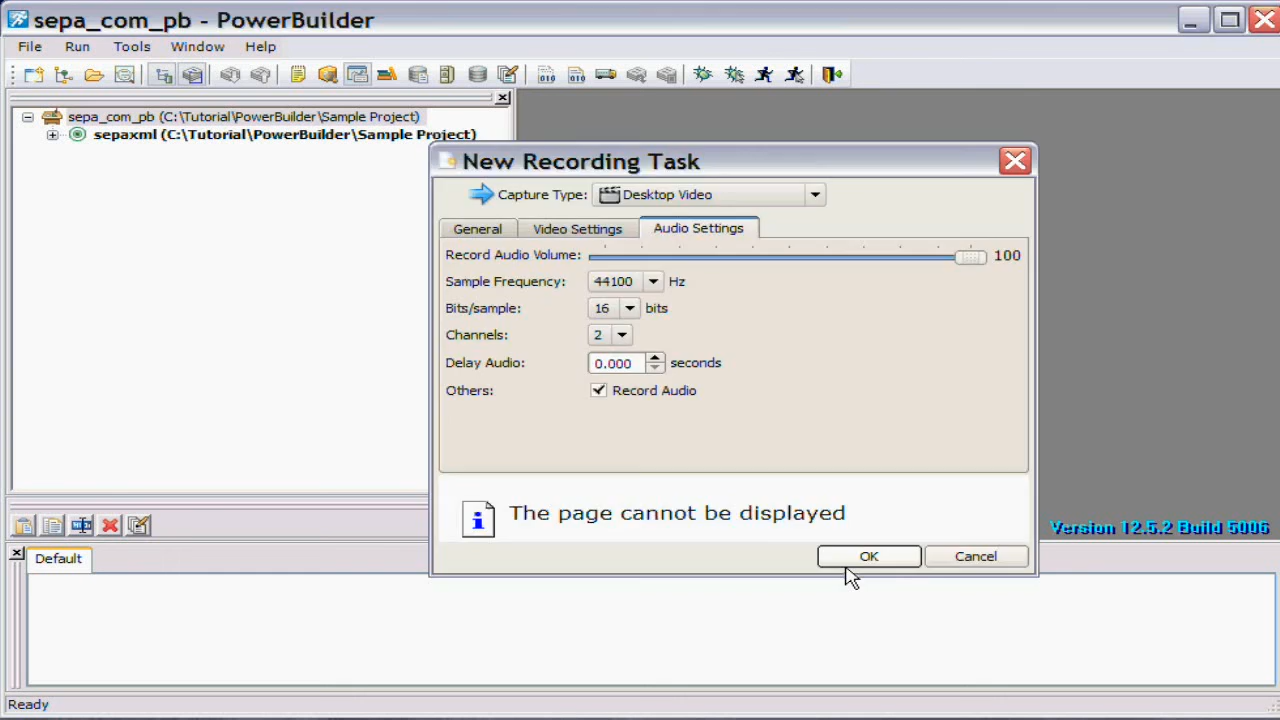 sepa_com_pb - PowerBuilder
File Run Tools Window Help
sepa_com_pb (C:\Tutorial\PowerBuilder\Sample Project)
sepaxml (C:\Tutorial\PowerBuilder\Sample Project)
New Recording Task
Capture Type: Desktop Video
General Video Settings Audio Settings
Record Audio Volume: 100
Sample Frequency: 44100 Hz
Bits/sample: 16 bits
Channels: 2
Delay Audio: 0.000 seconds
Others: Record Audio
The page cannot be displayed
Version 12.5.2 Build 5006
OK Cancel
Default
Ready